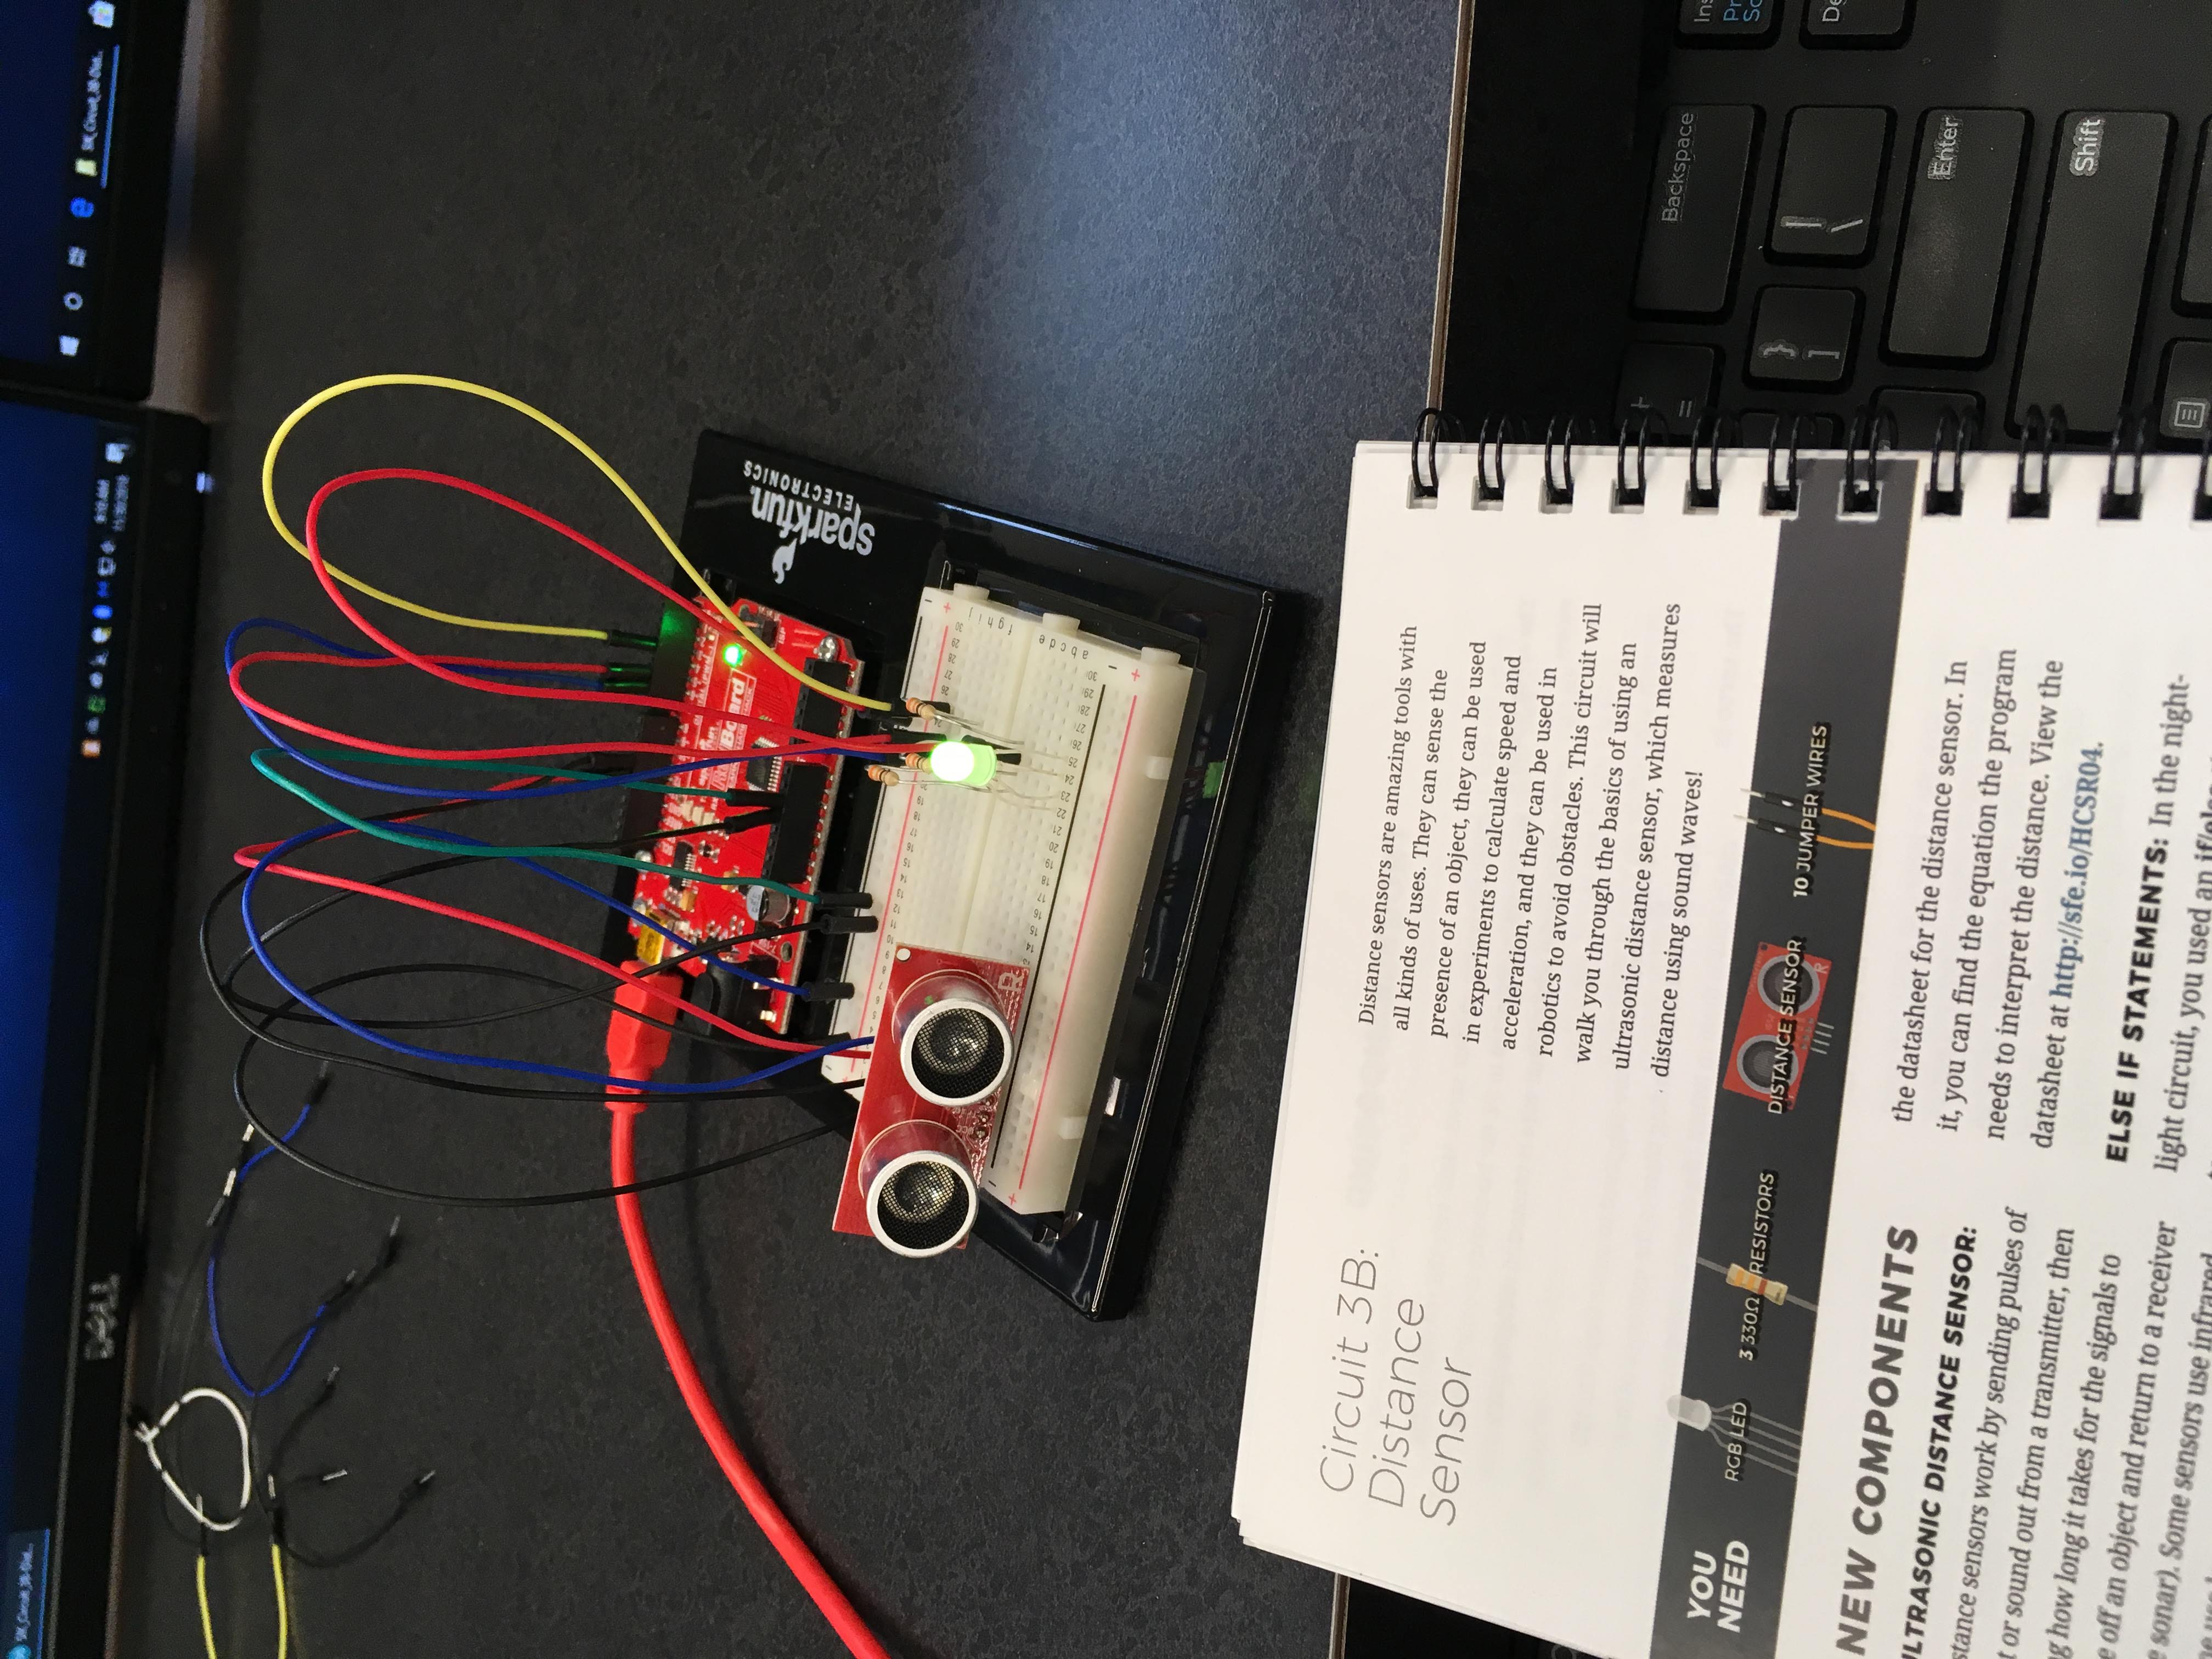 DELL
sparkfun
ELECTRONICS
Circuit 3B:
Distance
Sensor
Distance sensors are amazing tools with
all kinds of uses. They can sense the
presence of an object, they can be used
in experiments to calculate speed and
acceleration, and they can be used in
robotics to avoid obstacles. This circuit will
walk you through the basics of using an
ultrasonic distance sensor, which measures
distance using sound waves!
YOU
NEED
RGB LED
3 330Ω RESISTORS
DISTANCE SENSOR
10 JUMPER WIRES
NEW COMPONENTS
ULTRASONIC DISTANCE SENSOR:
sensors work by sending pulses of
or sound out from a transmitter, then
how long it takes for the signals to
off an object and return to a receiver
sonar). Some sensors use infrared
the datasheet for the distance sensor. In
it, you can find the equation the program
needs to interpret the distance. View the
datasheet at http://sfe.io/HCSR04.
ELSE IF STATEMENTS: In the night-
light circuit, you used an if/else
+
=
Backspace
}
]
|
\
Enter
Shift